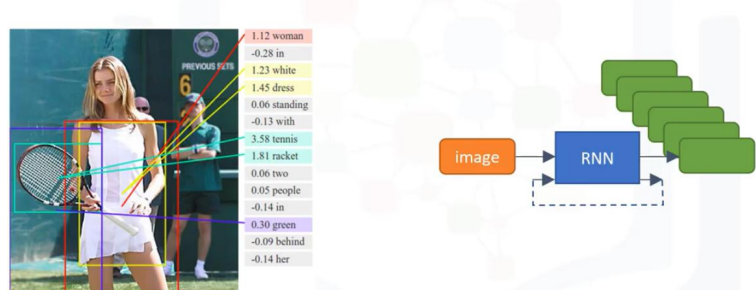 PREVIOUS SETS
6
1.12 woman
-0.28 in
1.23 white
1.45 dress
0.06 standing
-0.13 with
3.58 tennis
1.81 racket
0.06 two
0.05 people
-0.14 in
0.30 green
-0.09 behind
-0.14 her
image
RNN